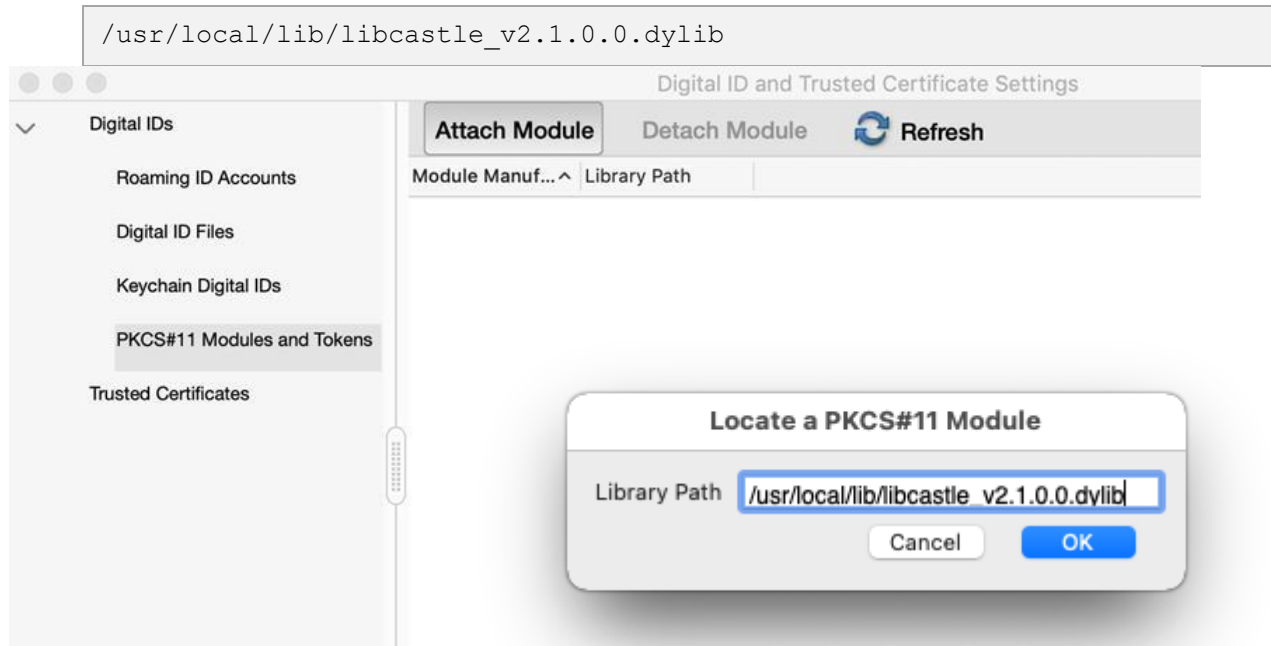 /usr/local/lib/libcastle_v2.1.0.0.dylib
Digital ID and Trusted Certificate Settings
Digital IDs
Roaming ID Accounts
Digital ID Files
Keychain Digital IDs
PKCS#11 Modules and Tokens
Trusted Certificates
Attach Module Detach Module Refresh
Module Manuf... Library Path
Locate a PKCS#11 Module
Library Path /usr/local/lib/libcastle_v2.1.0.0.dylib
Cancel OK